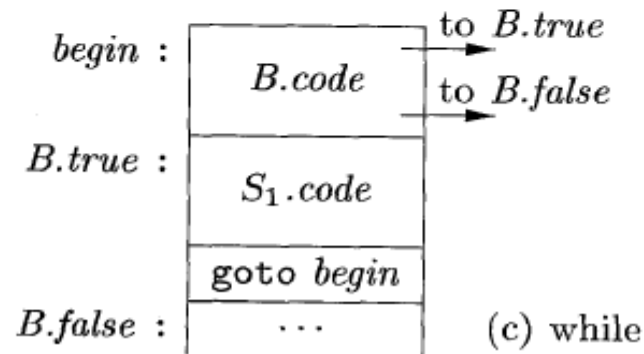 to B.true
begin :
B.code
to B.false
B.true :
S₁.code
goto begin
B.false :
...
(c) while